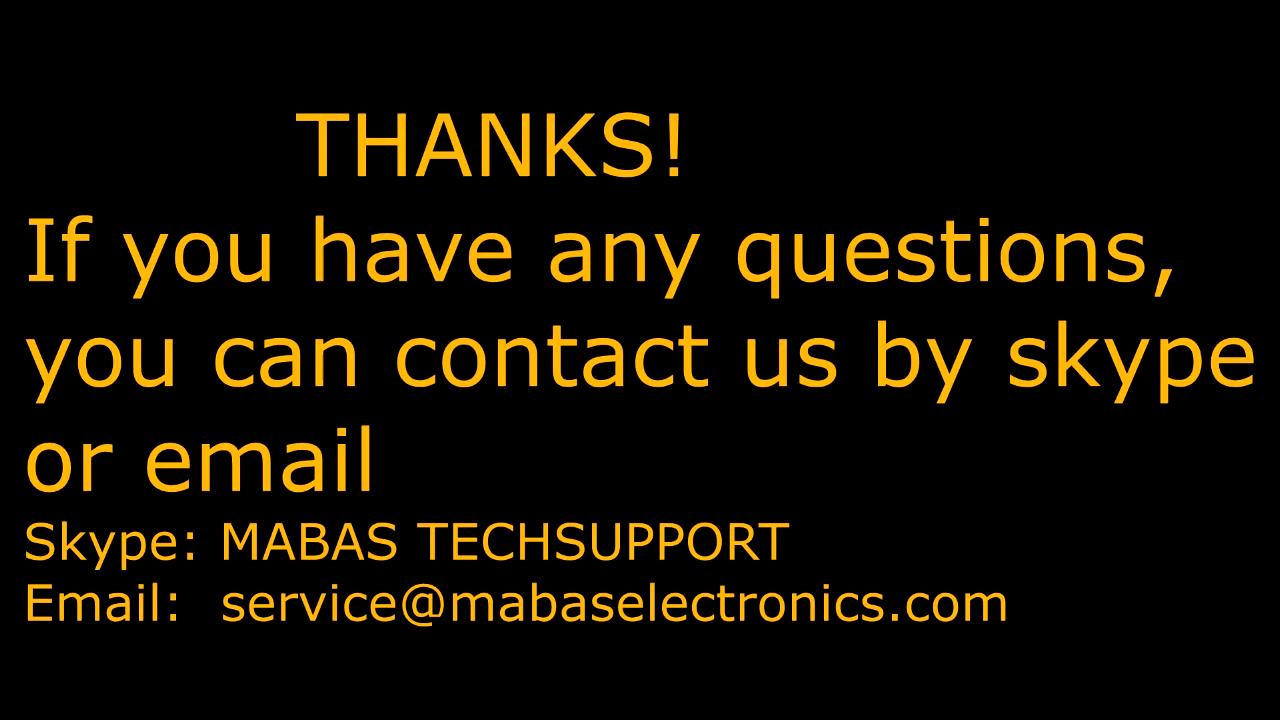 THANKS!
If you have any questions,
you can contact us by skype
or email
Skype: MABAS TECHSUPPORT
Email: service@mabaselectronics.com